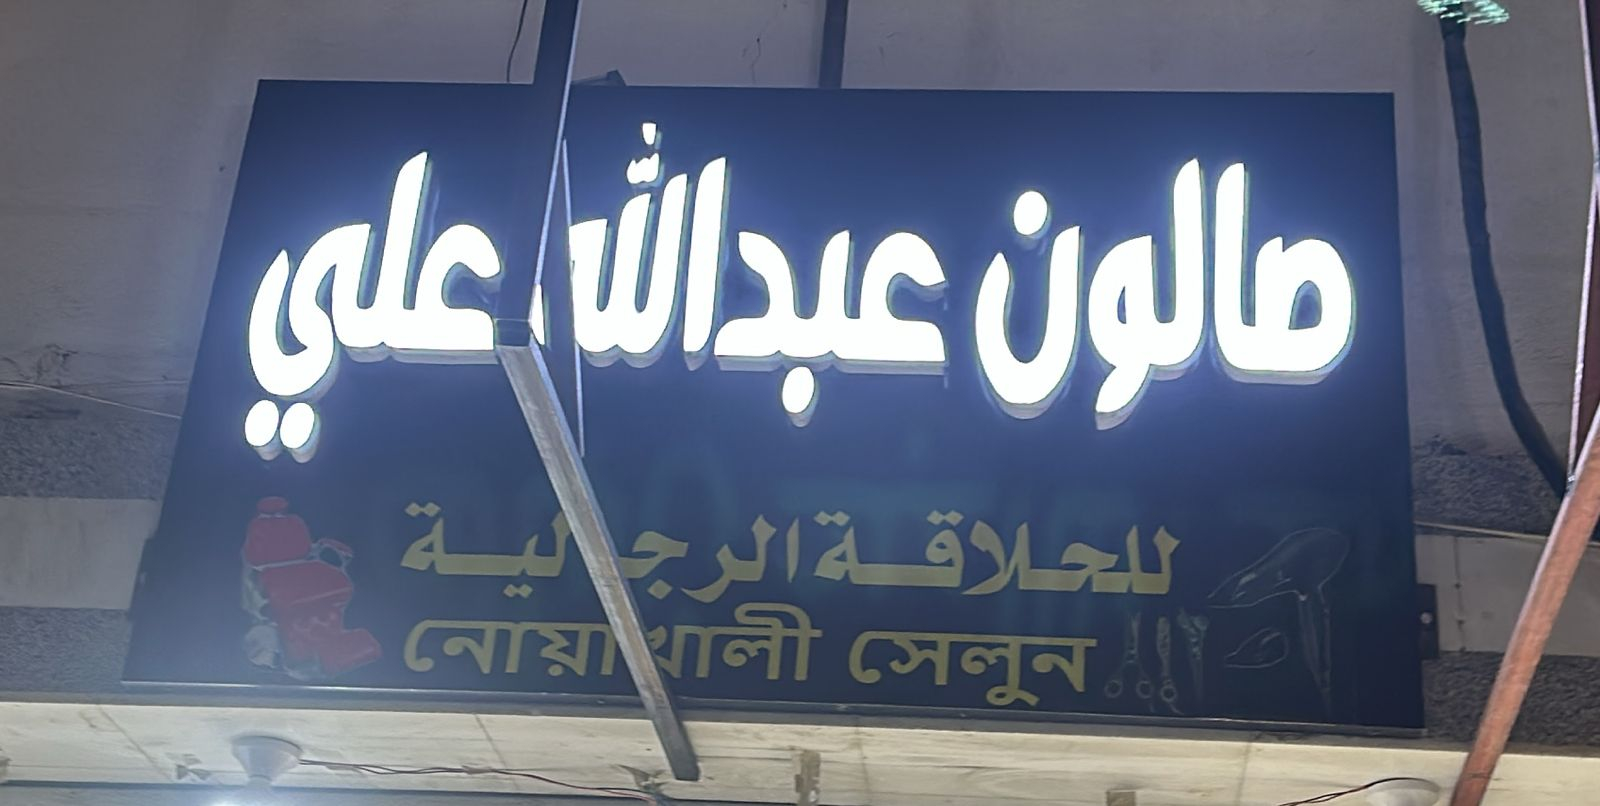 صالون عبدالله علي
للحلاقة الرجالية
নোয়াখালী সেলুন